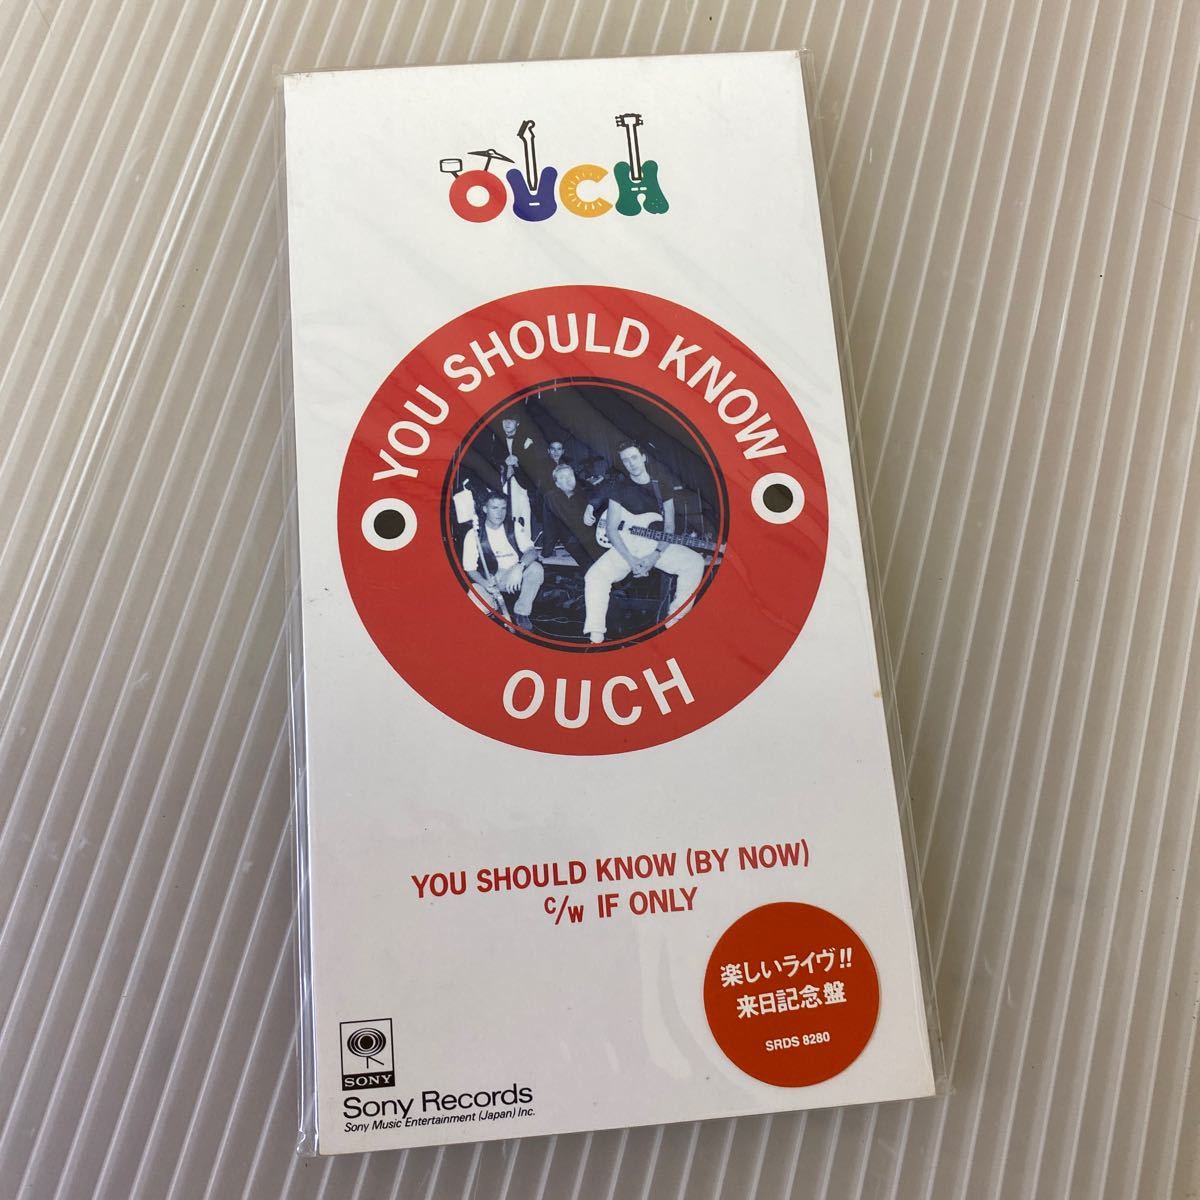 OUCH
YOU SHOULD KNOW
OUCH
YOU SHOULD KNOW (BY NOW)
c/w IF ONLY
楽しいライヴ!!
来日記念盤
SRDS 8280
SONY
Sony Records
Sony Music Entertainment (Japan) Inc.